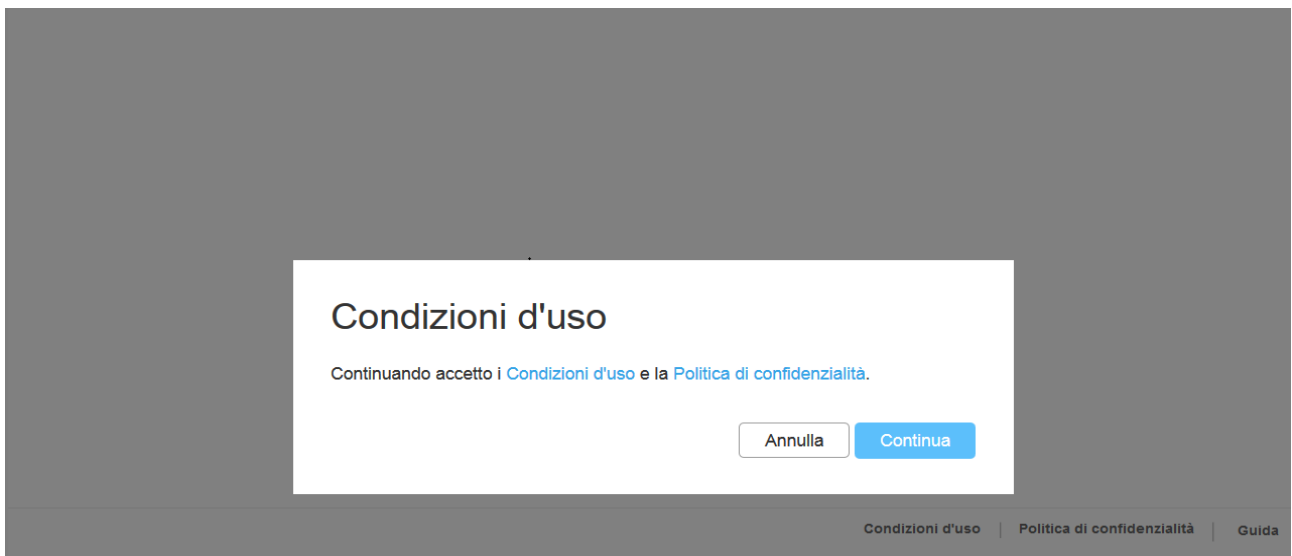 Condizioni d'uso
Continuando accetto i Condizioni d'uso e la Politica di confidenzialità.
Annulla
Continua
Condizioni d'uso | Politica di confidenzialità | Guida